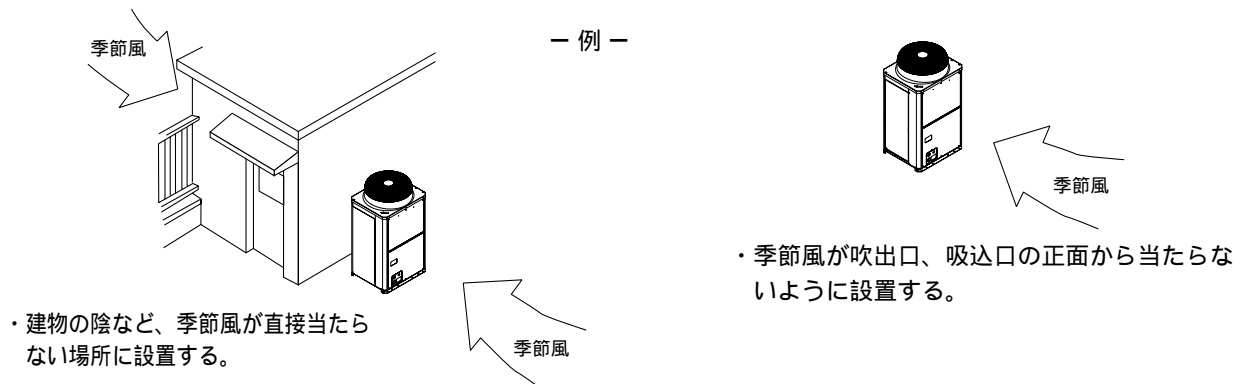 季節風
ー 例 ー
季節風
・季節風が吹出口、吸込口の正面から当たらな
いように設置する。
・建物の陰など、季節風が直接当たら
ない場所に設置する。
季節風